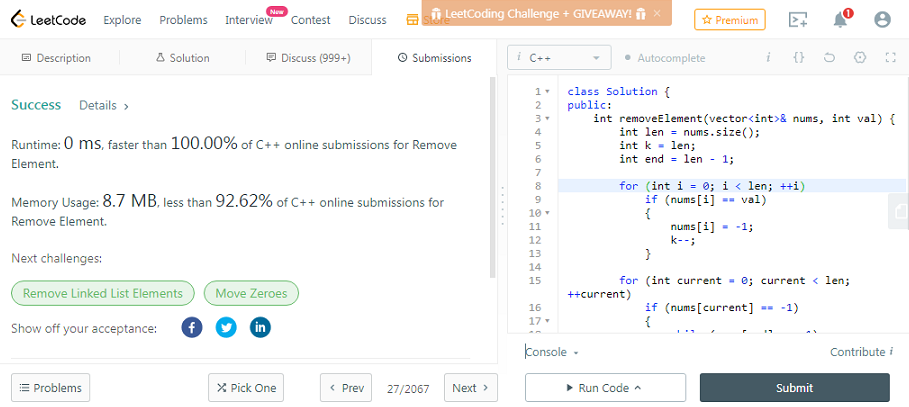 LeetCode Explore Problems Interview New Contest Discuss LeetCoding Challenge + GIVEAWAY! × Premium 1
Description Solution Discuss (999+) Submissions
Success Details ›
Runtime: 0 ms, faster than 100.00% of C++ online submissions for Remove
Element.
Memory Usage: 8.7 MB, less than 92.62% of C++ online submissions for
Remove Element.
Next challenges:
Remove Linked List Elements Move Zeroes
Show off your acceptance:
Problems Pick One ‹ Prev 27/2067 Next ›
i C++ Autocomplete i {}
1 class Solution {
2 public:
3 int removeElement(vector<int>& nums, int val) {
4 int len = nums.size();
5 int k = len;
6 int end = len - 1;
7
8 for (int i = 0; i < len; ++i)
9 if (nums[i] == val)
10 {
11 nums[i] = -1;
12 k--;
13 }
14
15 for (int current = 0; current < len;
++current)
16 if (nums[current] == -1)
17 {
Console Contribute i
Run Code Submit